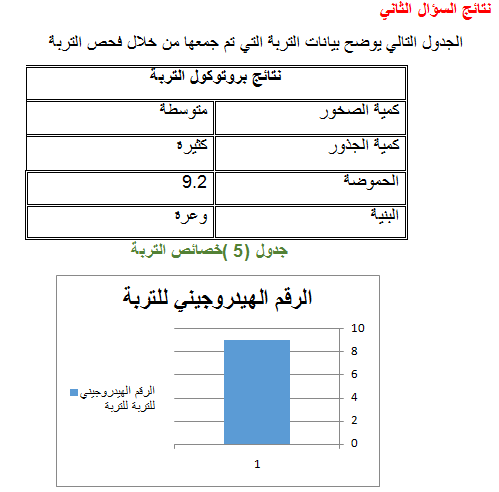 نتائج السؤال الثاني
الجدول التالي يوضح بيانات التربة التي تم جمعها من خلال فحص التربة
نتائج بروتوكول التربة
كمية الصخور متوسطة
كمية الجذور كثيرة
الحموضة 9.2
البنية وعرة
جدول (5 )خصائص التربة
الرقم الهيدروجيني للتربة
10
8
6
4
2
0
1
الرقم الهيدروجيني
للتربة للتربة